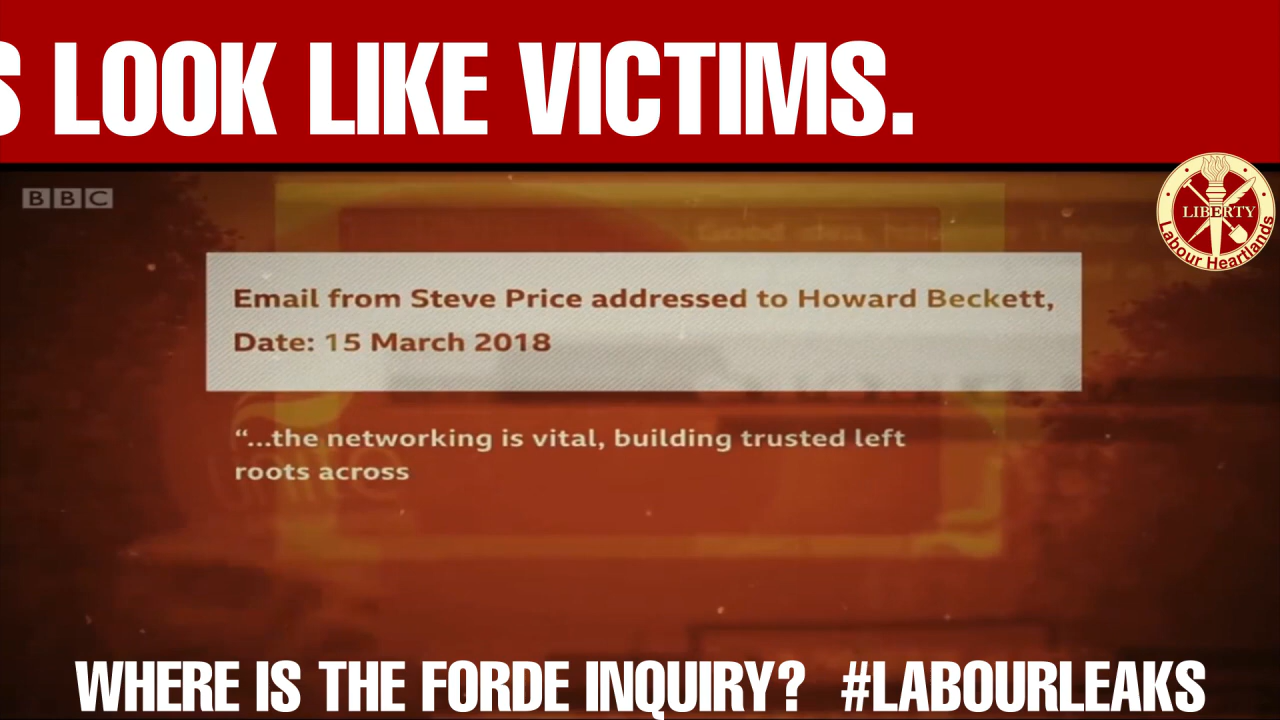 S LOOK LIKE VICTIMS.
BBC
LIBERTY
Labour Heartlands
Email from Steve Price addressed to Howard Beckett,
Date: 15 March 2018
“...the networking is vital, building trusted left
roots across
WHERE IS THE FORDE INQUIRY? #LABOURLEAKS